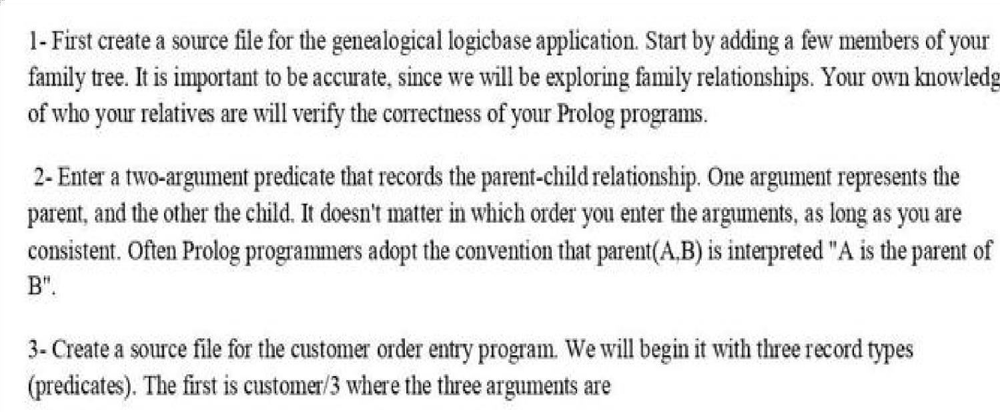 1- First create a source file for the genealogical logicbase application. Start by adding a few members of your
family tree. It is important to be accurate, since we will be exploring family relationships. Your own knowledg
of who your relatives are will verify the correctness of your Prolog programs.
2- Enter a two-argument predicate that records the parent-child relationship. One argument represents the
parent, and the other the child. It doesn't matter in which order you enter the arguments, as long as you are
consistent. Often Prolog programmers adopt the convention that parent(A,B) is interpreted "A is the parent of
B".
3- Create a source file for the customer order entry program. We will begin it with three record types
(predicates). The first is customer/3 where the three arguments are